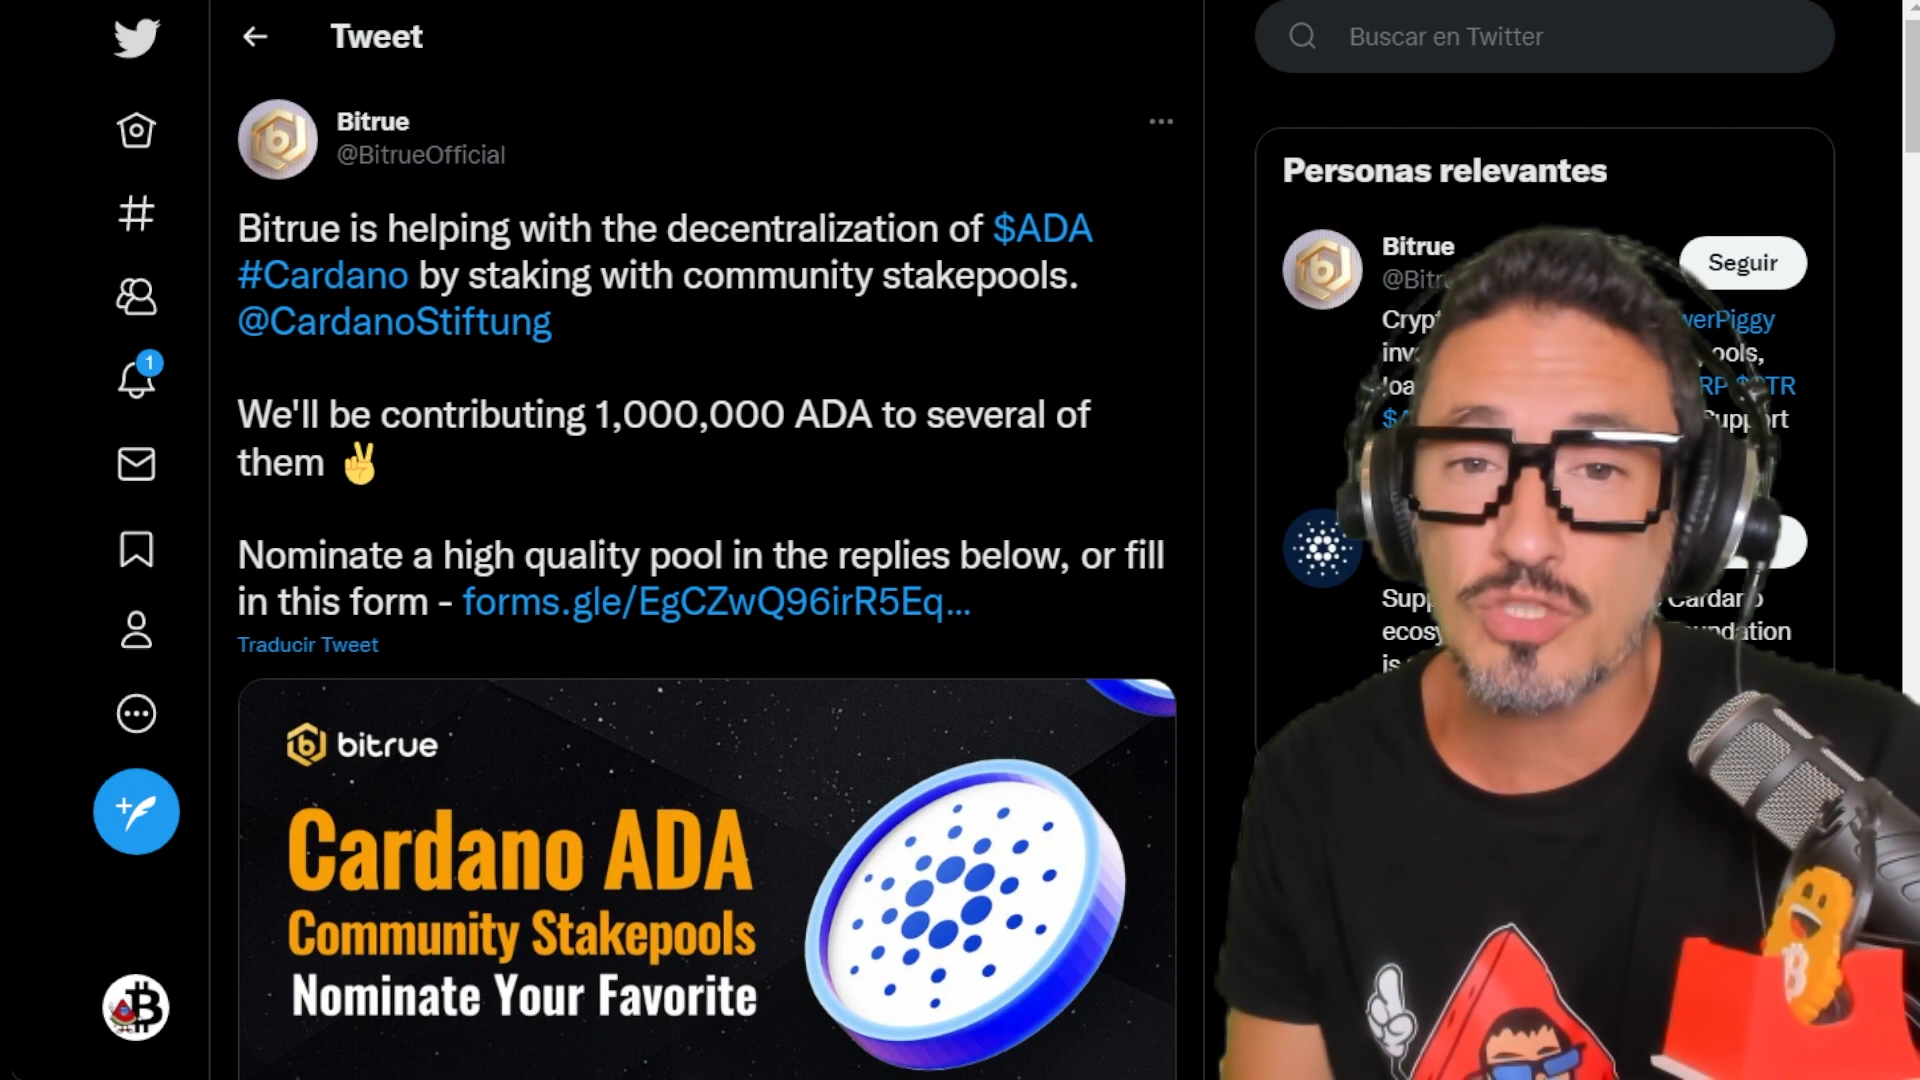 Tweet
Buscar en Twitter
Bitrue
@BitrueOfficial
Bitrue is helping with the decentralization of $ADA
#Cardano by staking with community stakepools.
@CardanoStiftung
We'll be contributing 1,000,000 ADA to several of
them ✌
Nominate a high quality pool in the replies below, or fill
in this form - forms.gle/EgCZwQ96irR5Eq...
Traducir Tweet
bitrue
Cardano ADA
Community Stakepools
Nominate Your Favorite
1
Personas relevantes
Bitrue
Seguir
ools,
Cardano